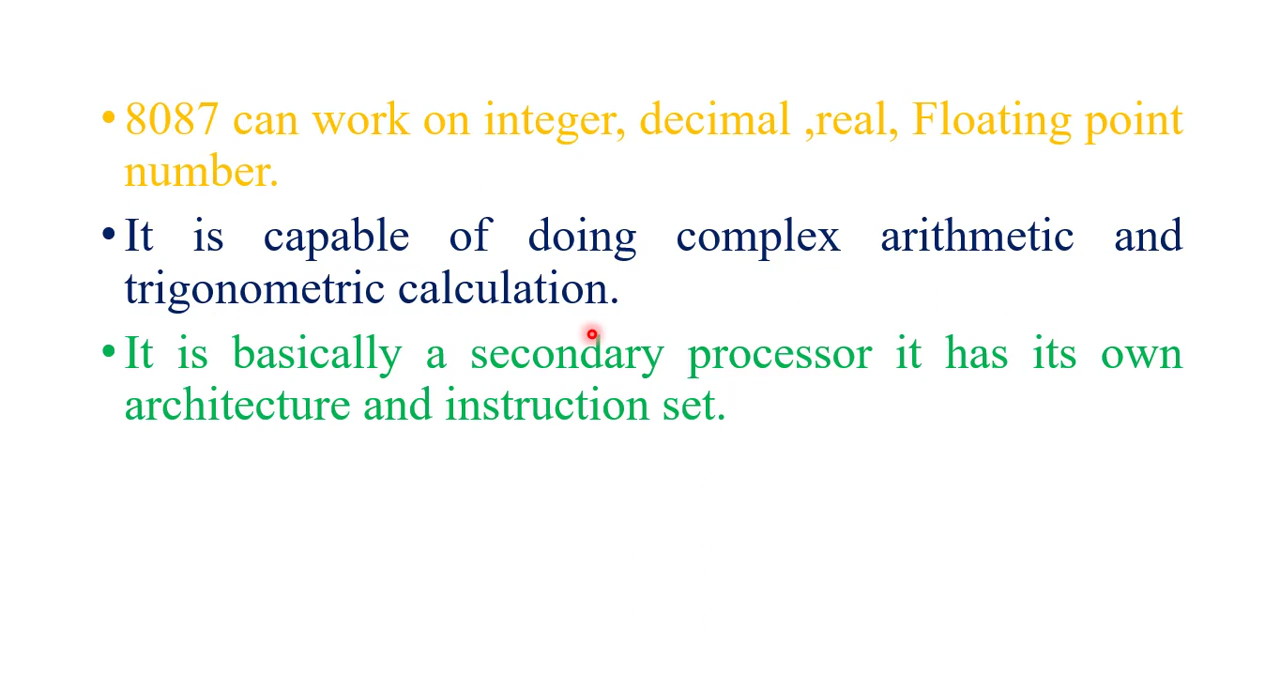 •8087 can work on integer, decimal ,real, Floating point
number.
•It is capable of doing complex arithmetic and
trigonometric calculation.
•It is basically a secondary processor it has its own
architecture and instruction set.